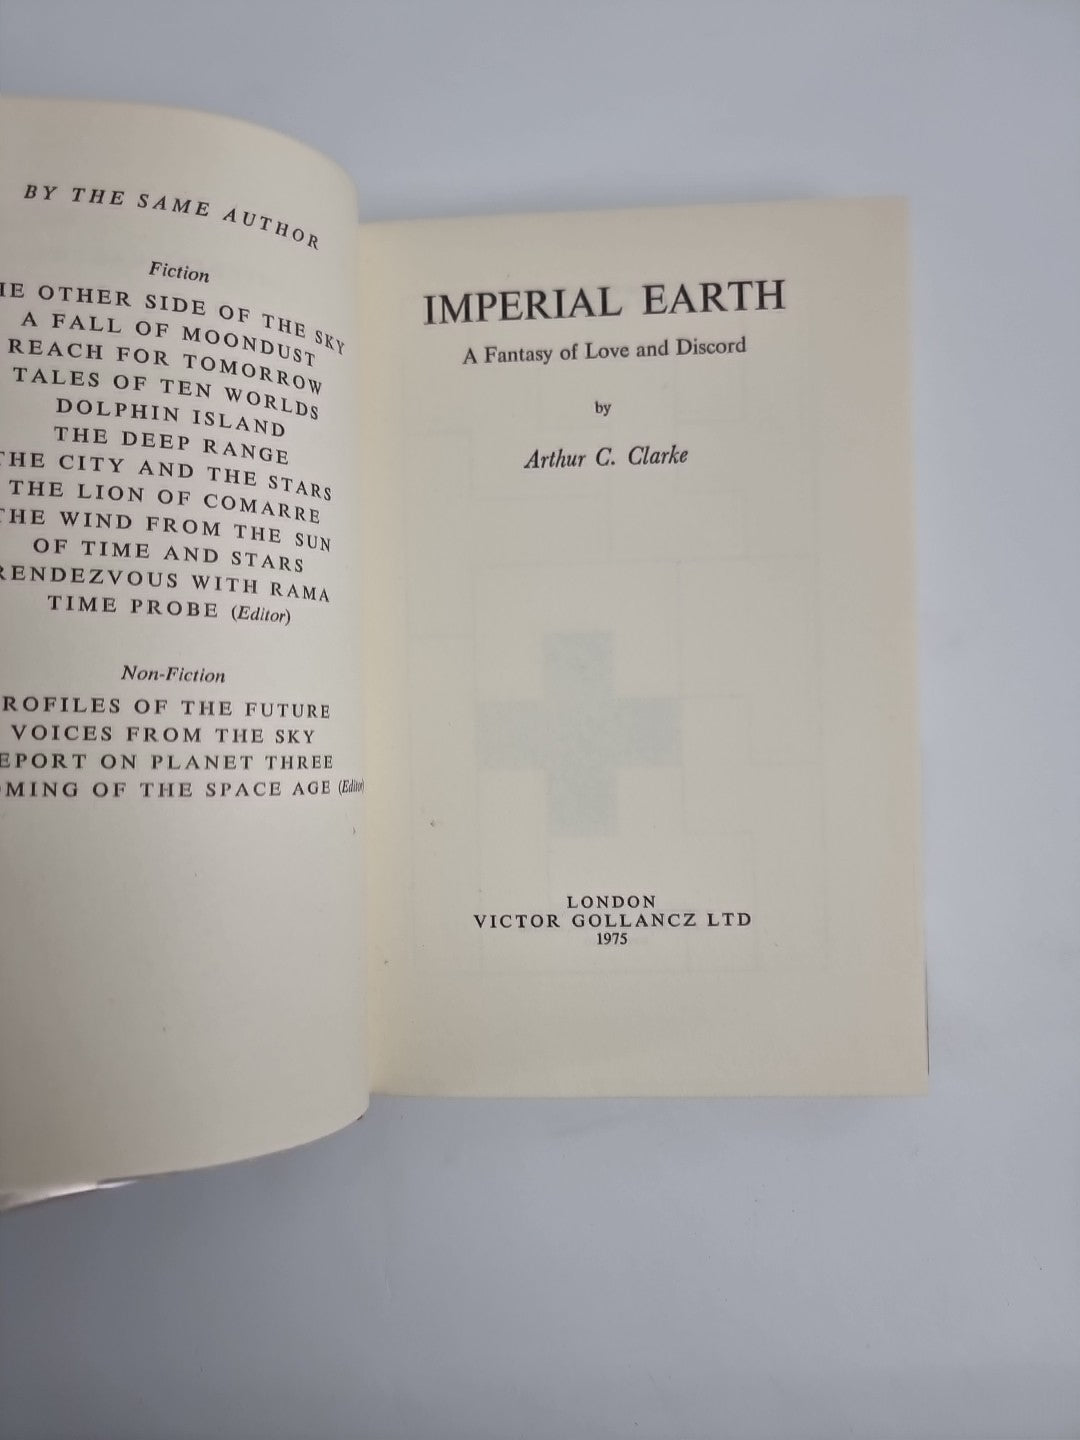 BY THE SAME AUTHOR
Fiction
OTHER SIDE OF THE SKY
A FALL OF MOONDUST
REACH FOR TOMORROW
TALES OF TEN WORLDS
DOLPHIN ISLAND
THE DEEP RANGE
THE CITY AND THE STARS
THE LION OF COMARRE
THE WIND FROM THE SUN
OF TIME AND STARS
RENDEZVOUS WITH RAMA
TIME PROBE (Editor)
Non-Fiction
ROFILES OF THE FUTURE
VOICES FROM THE SKY
EPORT ON PLANET THREE
MING OF THE SPACE AGE (Editor)
IMPERIAL EARTH
A Fantasy of Love and Discord
by
Arthur C. Clarke
LONDON
VICTOR GOLLANCZ LTD
1975